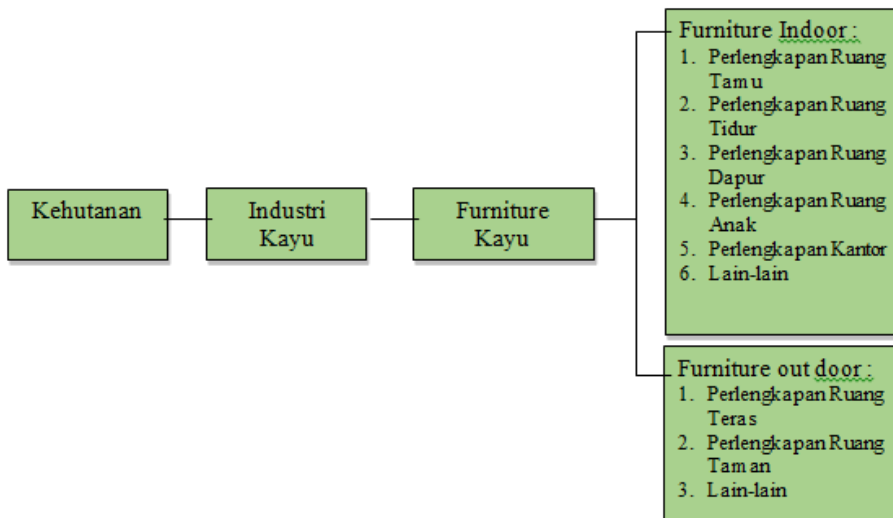 Kehutanan
Industri
Kayu
Furniture
Kayu
Furniture Indoor :
1. Perlengkapan Ruang
Tamu
2. Perlengkapan Ruang
Tidur
3. Perlengkapan Ruang
Dapur
4. Perlengkapan Ruang
Anak
5. Perlengkapan Kantor
6. Lain-lain
Furniture out door :
1. Perlengkapan Ruang
Teras
2. Perlengkapan Ruang
Taman
3. Lain-lain